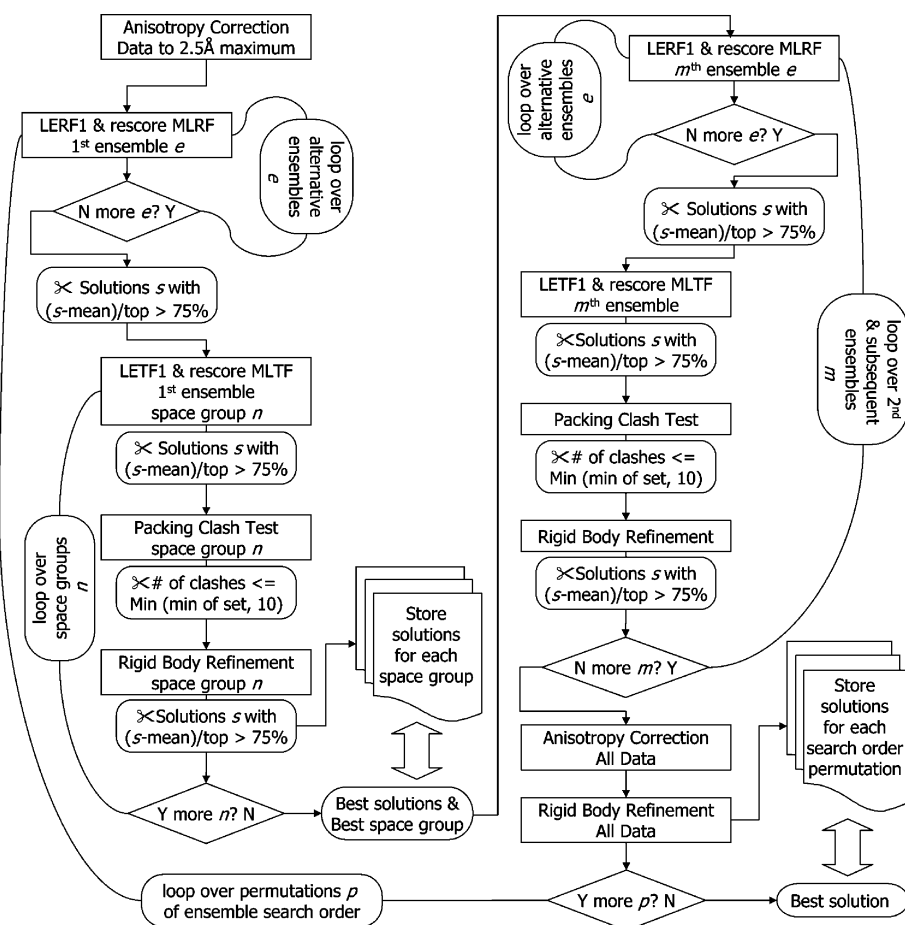 Anisotropy Correction
Data to 2.5Å maximum
LERF1 & rescore MLRF
1st ensemble e
loop over
alternative
ensembles
e
N more e? Y
✂ Solutions s with
(s-mean)/top > 75%
LETF1 & rescore MLTF
1st ensemble
space group n
✂ Solutions s with
(s-mean)/top > 75%
Packing Clash Test
space group n
loop over
space groups
n
✂# of clashes <=
Min (min of set, 10)
Rigid Body Refinement
space group n
✂Solutions s with
(s-mean)/top > 75%
Store
solutions
for each
space group
Y more n? N
Best solutions &
Best space group
LERF1 & rescore MLRF
mth ensemble e
loop over
alternative
ensembles
e
N more e? Y
✂ Solutions s with
(s-mean)/top > 75%
LETF1 & rescore MLTF
mth ensemble
✂Solutions s with
(s-mean)/top > 75%
loop over 2nd
& subsequent
ensembles
m
Packing Clash Test
✂# of clashes <=
Min (min of set, 10)
Rigid Body Refinement
✂Solutions s with
(s-mean)/top > 75%
N more m? Y
Anisotropy Correction
All Data
Rigid Body Refinement
All Data
Store
solutions
for each
search order
permutation
loop over permutations p
of ensemble search order
Y more p? N
Best solution